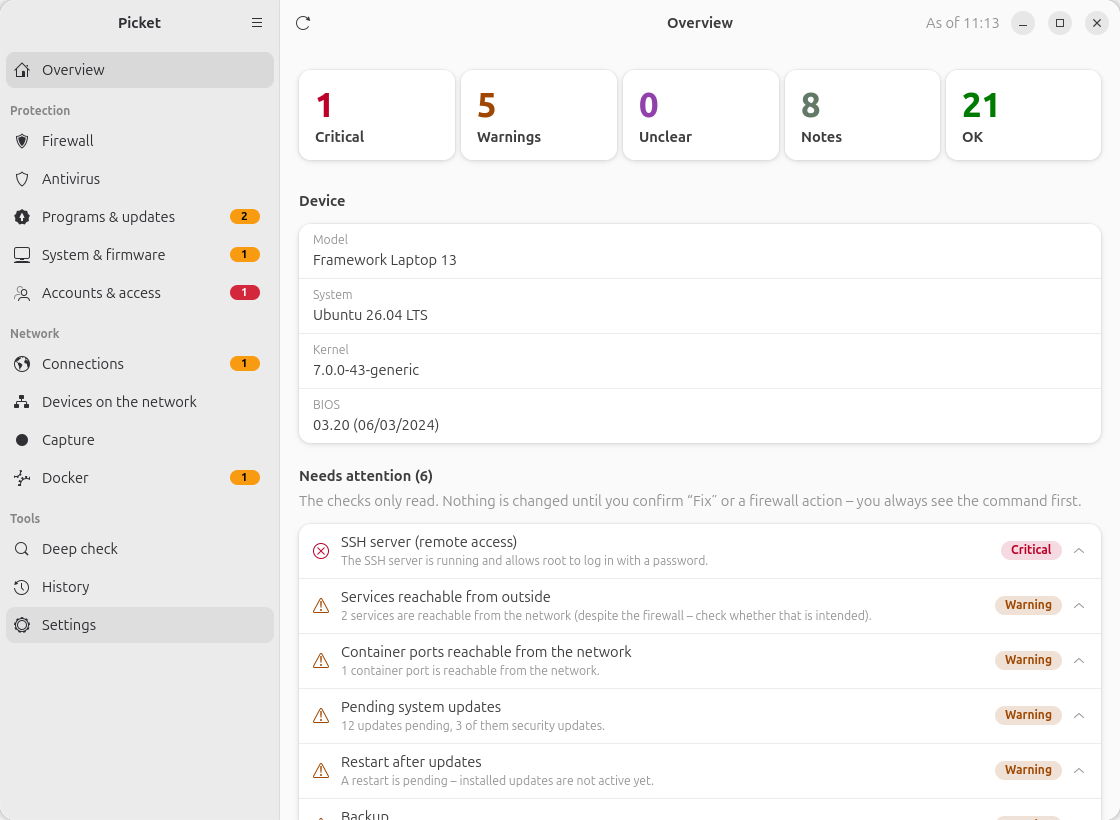 Picket
Overview
As of 11:13
Overview
Protection
Firewall
Antivirus
Programs & updates 2
System & firmware 1
Accounts & access 1
Network
Connections 1
Devices on the network
Capture
Docker 1
Tools
Deep check
History
Settings
1
Critical
5
Warnings
0
Unclear
8
Notes
21
OK
Device
Model
Framework Laptop 13
System
Ubuntu 26.04 LTS
Kernel
7.0.0-43-generic
BIOS
03.20 (06/03/2024)
Needs attention (6)
The checks only read. Nothing is changed until you confirm “Fix” or a firewall action – you always see the command first.
SSH server (remote access)
The SSH server is running and allows root to log in with a password.
Critical
Services reachable from outside
2 services are reachable from the network (despite the firewall – check whether that is intended).
Warning
Container ports reachable from the network
1 container port is reachable from the network.
Warning
Pending system updates
12 updates pending, 3 of them security updates.
Warning
Restart after updates
A restart is pending – installed updates are not active yet.
Warning
Backup